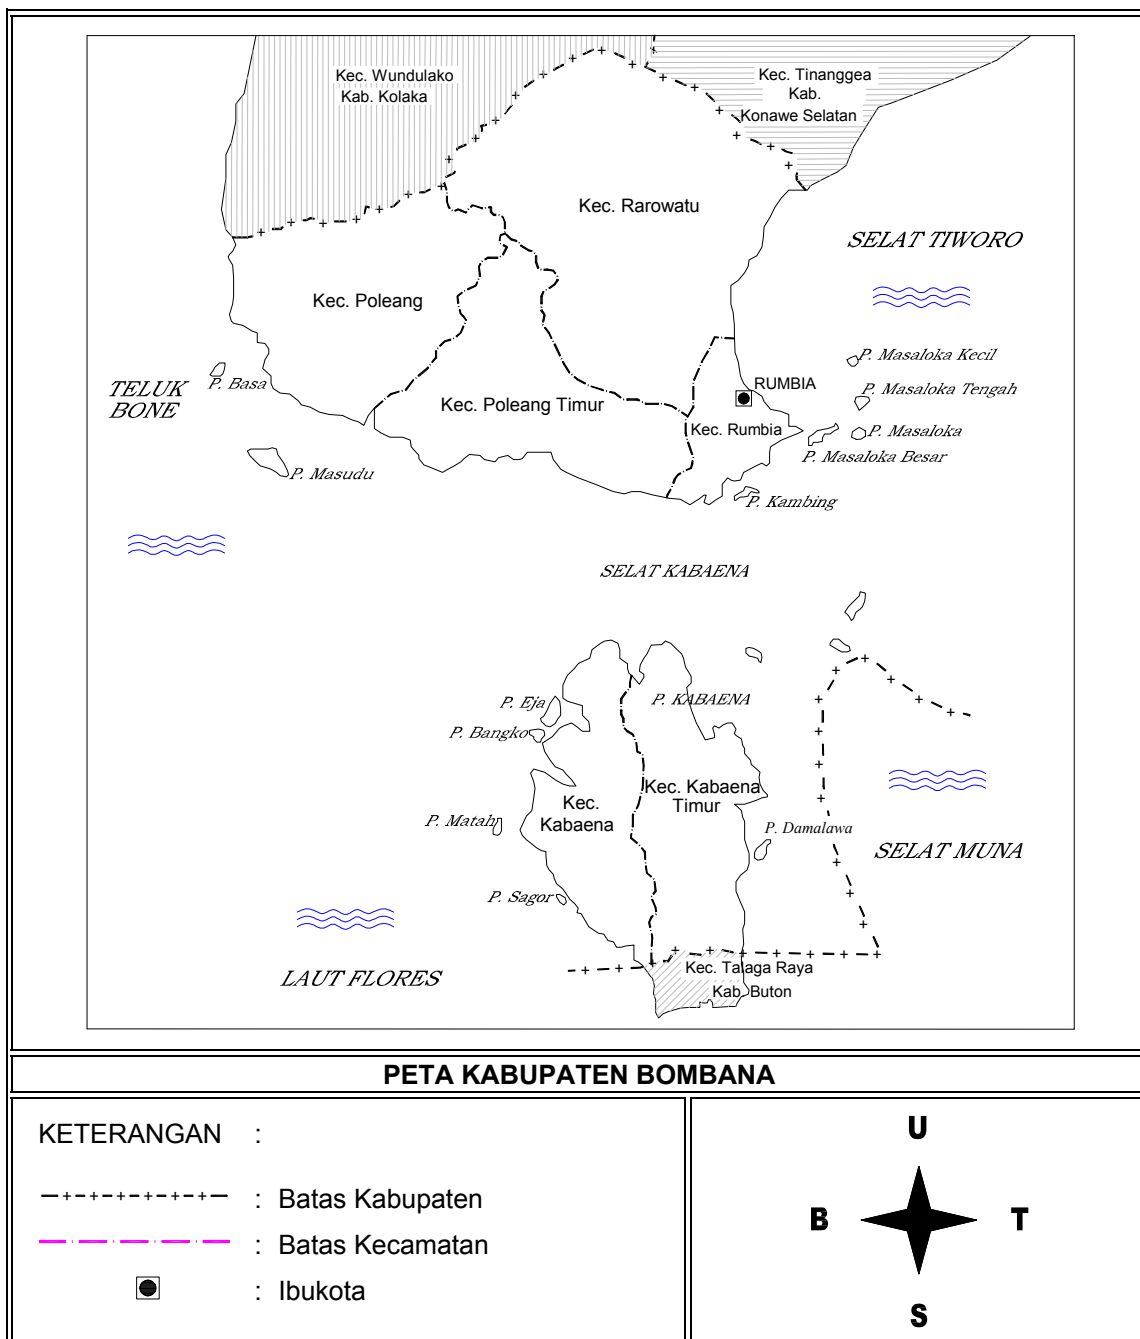 Kec. Wundulako
Kab. Kolaka
Kec. Tinanggea
Kab.
Konawe Selatan
Kec. Rarowatu
SELAT TIWORO
Kec. Poleang
P. Masaloka Kecil
P. Basa
TELUK
BONE
RUMBIA
P. Masaloka Tengah
Kec. Poleang Timur
Kec. Rumbia
P. Masaloka
P. Masaloka Besar
P. Masudu
P. Kambing
SELAT KABAENA
P. Eja
P. KABAENA
P. Bangko
Kec.
Kabaena
Kec. Kabaena
Timur
P. Matah
P. Damalawa
SELAT MUNA
P. Sagor
LAUT FLORES
Kec. Talaga Raya
Kab. Buton
PETA KABUPATEN BOMBANA
KETERANGAN :
: Batas Kabupaten
: Batas Kecamatan
: Ibukota
U
B T
S